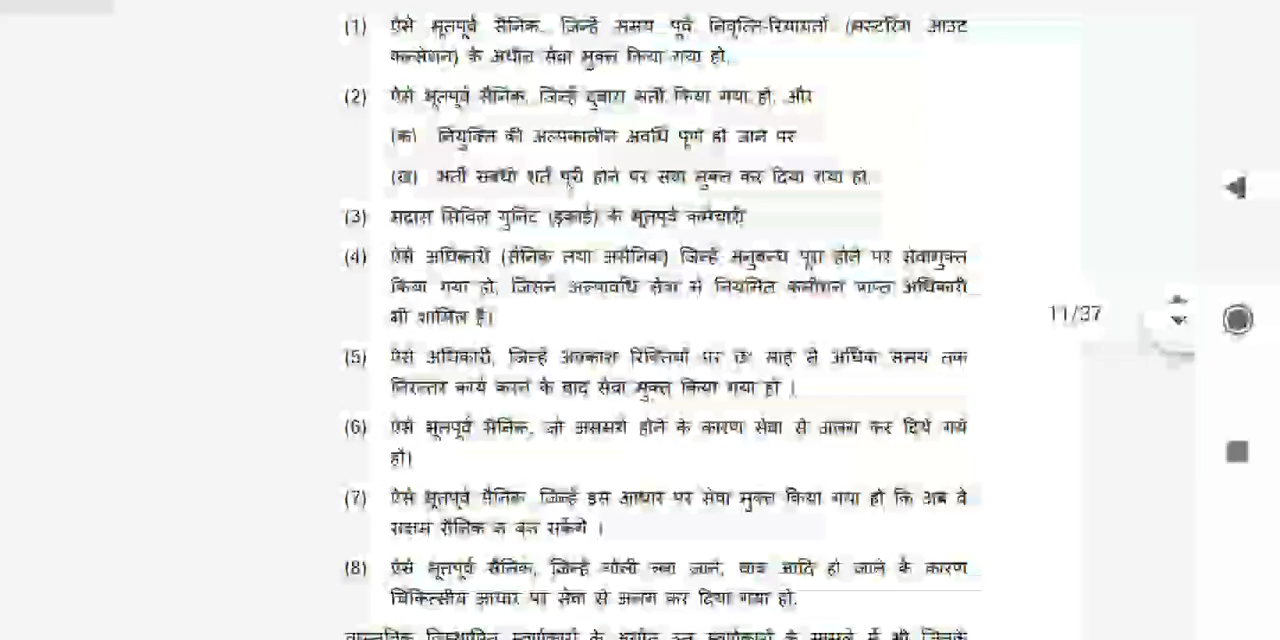 (1) ऐसे भूतपूर्व सैनिक, जिन्हें समय पूर्व निवृत्ति-रियायतों (मस्टरिंग आउट
कन्सेशन) के अधीन सेवा मुक्त किया गया हो.
(2) ऐसे भूतपूर्व सैनिक, जिन्हें दुबारा भर्ती किया गया हो, और
(क) नियुक्ति की अल्पकालीन अवधि पूर्ण हो जाने पर
(ख) भर्ती संबंधी शर्तें पूरी होने पर सेवा मुक्त कर दिया गया हो.
(3) मद्रास सिविल यूनिट (इकाई) के भूतपूर्व कर्मचारी
(4) ऐसे अधिकारी (सैनिक तथा असैनिक) जिन्हें अनुबन्ध पूरा होने पर सेवामुक्त
किया गया हो, जिसमें अल्पावधि सेवा में नियमित कमीशन प्राप्त अधिकारी
भी शामिल है।
(5) ऐसे अधिकारी, जिन्हें अवकाश रिक्तियों पर छः माह से अधिक समय तक
निरन्तर कार्य करने के बाद सेवा मुक्त किया गया हो ।
(6) ऐसे भूतपूर्व सैनिक, जो असमर्थ होने के कारण सेवा से अलग कर दिये गये
हों।
(7) ऐसे भूतपूर्व सैनिक जिन्हें इस आधार पर सेवा मुक्त किया गया हो कि अब वे
सक्षम सैनिक न बन सकेंगे ।
(8) ऐसे भूतपूर्व सैनिक, जिन्हें गोली लग जाने, घाव आदि हो जाने के कारण
चिकित्सीय आधार पर सेवा से अलग कर दिया गया हो.
11/37